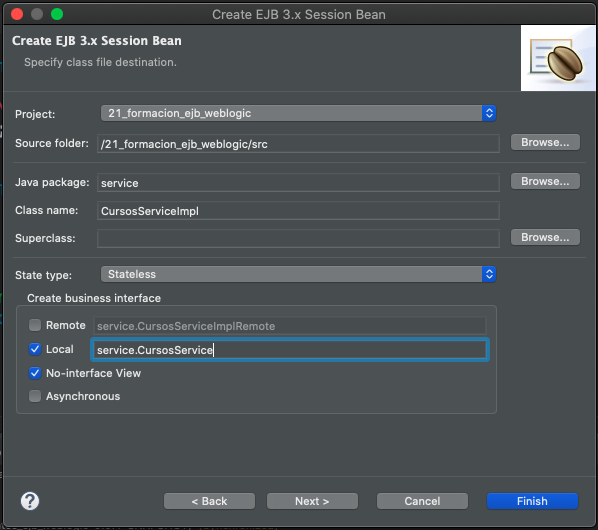 Create EJB 3.x Session Bean
Create EJB 3.x Session Bean
Specify class file destination.
Project: 21_formacion_ejb_weblogic
Source folder: /21_formacion_ejb_weblogic/src Browse...
Java package: service Browse...
Class name: CursosServiceImpl
Superclass: Browse...
State type: Stateless
Create business interface
Remote service.CursosServiceImplRemote
Local service.CursosService
No-interface View
Asynchronous
? < Back Next > Cancel Finish